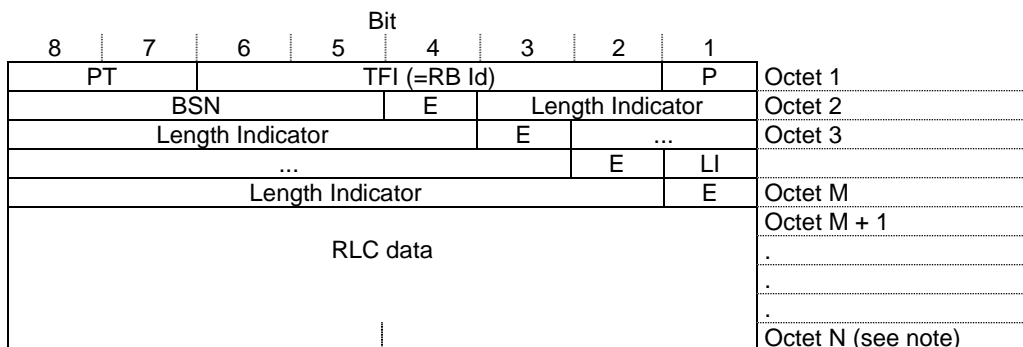 Bit
8 7 6 5 4 3 2 1
PT TFI (=RB Id) P Octet 1
BSN E Length Indicator Octet 2
Length Indicator E ... Octet 3
... E LI
Length Indicator E Octet M
Octet M + 1
RLC data .
.
.
Octet N (see note)